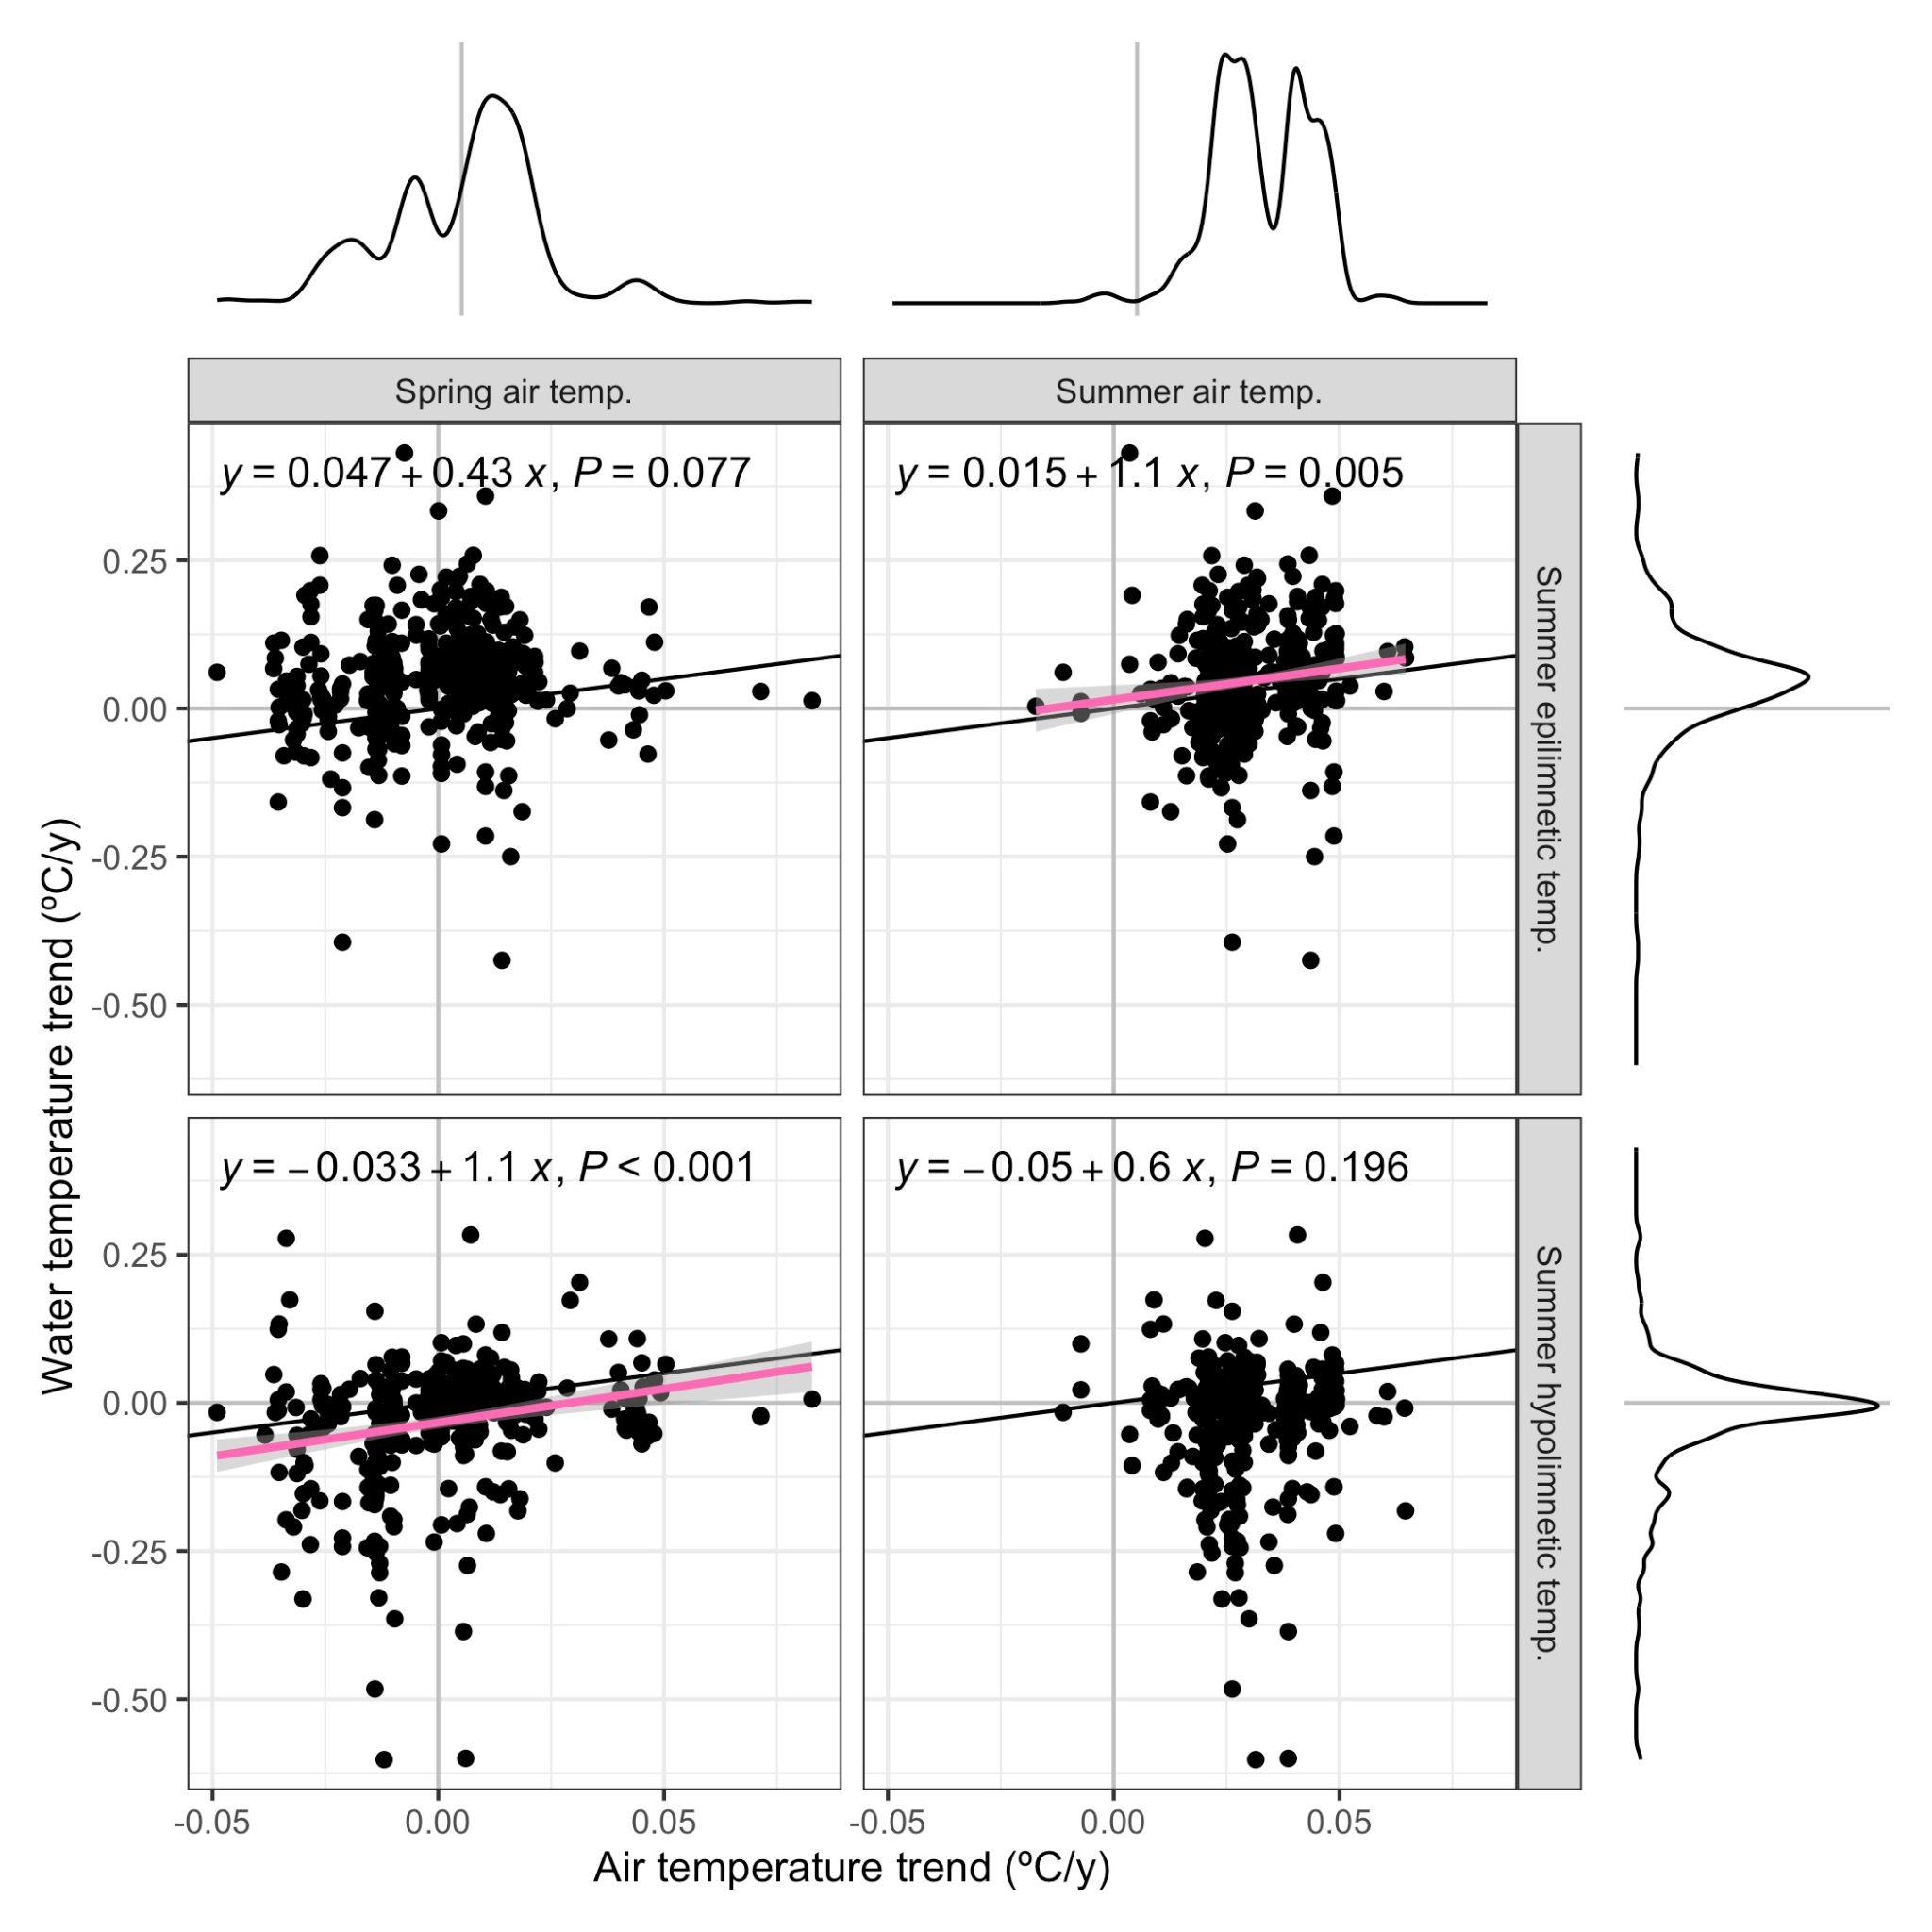 Spring air temp.
Summer air temp.
y = 0.047 + 0.43 x, P = 0.077
y = 0.015 + 1.1 x, P = 0.005
0.25
0.00
-0.25
-0.50
Summer epilimnetic temp.
Water temperature trend (ºC/y)
y = −0.033 + 1.1 x, P < 0.001
y = −0.05 + 0.6 x, P = 0.196
0.25
0.00
-0.25
-0.50
Summer hypolimnetic temp.
-0.05 0.00 0.05
-0.05 0.00 0.05
Air temperature trend (ºC/y)